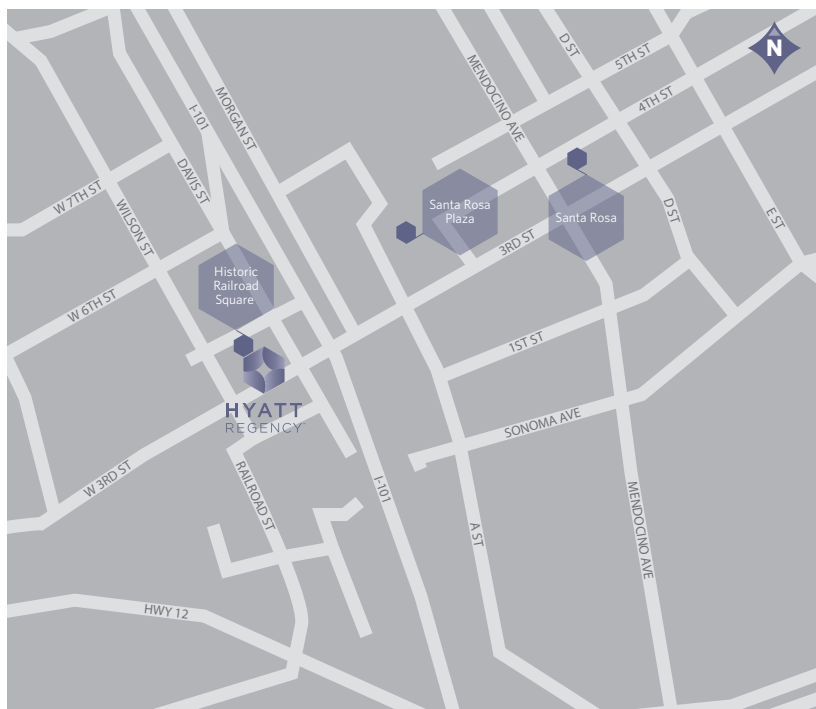 D ST
5TH ST
N
4TH ST
MENDOCINO AVE
I-101
MORGAN ST
DAVIS ST
W 7TH ST
WILSON ST
Santa Rosa
Plaza
Santa Rosa
D ST
E ST
3RD ST
Historic
Railroad
Square
W 6TH ST
1ST ST
HYATT
REGENCY
SONOMA AVE
W 3RD ST
RAILROAD ST
I-101
A ST
MENDOCINO AVE
HWY 12